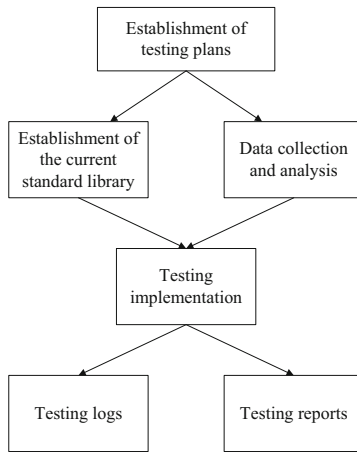 Establishment of
testing plans
Establishment of
the current
standard library
Data collection
and analysis
Testing
implementation
Testing logs
Testing reports